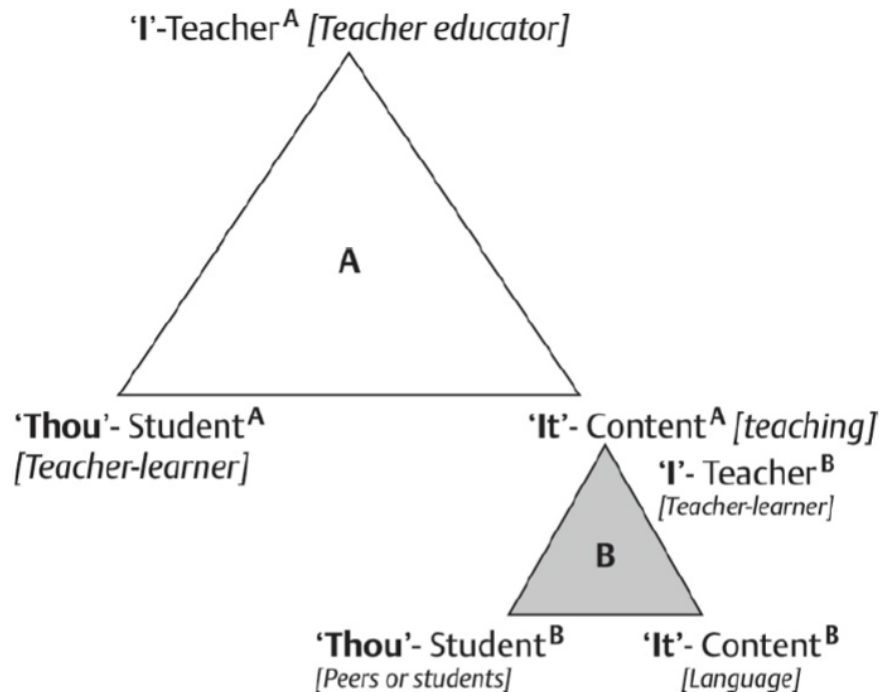 'I'-Teacher^A [Teacher educator]
A
'Thou'- Student^A
[Teacher-learner]
'It'- Content^A [teaching]
'I'- Teacher^B
[Teacher-learner]
B
'Thou'- Student^B
[Peers or students]
'It'- Content^B
[Language]